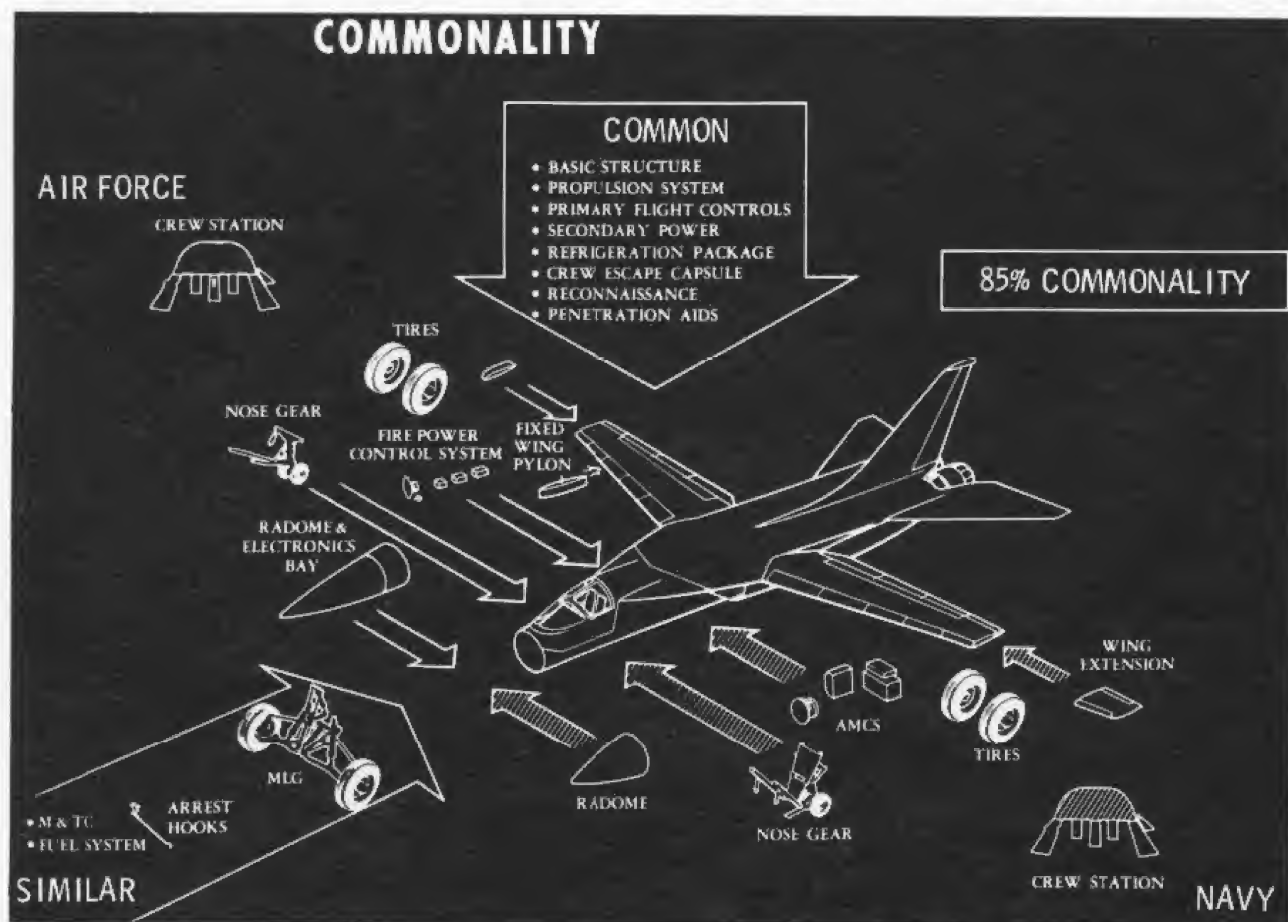 COMMONALITY
COMMON
• BASIC STRUCTURE
• PROPULSION SYSTEM
• PRIMARY FLIGHT CONTROLS
• SECONDARY POWER
• REFRIGERATION PACKAGE
• CREW ESCAPE CAPSULE
• RECONNAISSANCE
• PENETRATION AIDS
AIR FORCE
CREW STATION
85% COMMONALITY
TIRES
NOSE GEAR
FIRE POWER
CONTROL SYSTEM
FIXED
WING
PYLON
RADOME &
ELECTRONICS
BAY
WING
EXTENSION
AMCS
TIRES
MLG
RADOME
NOSE GEAR
• M & TC
• FUEL SYSTEM
ARREST
HOOKS
SIMILAR
CREW STATION
NAVY